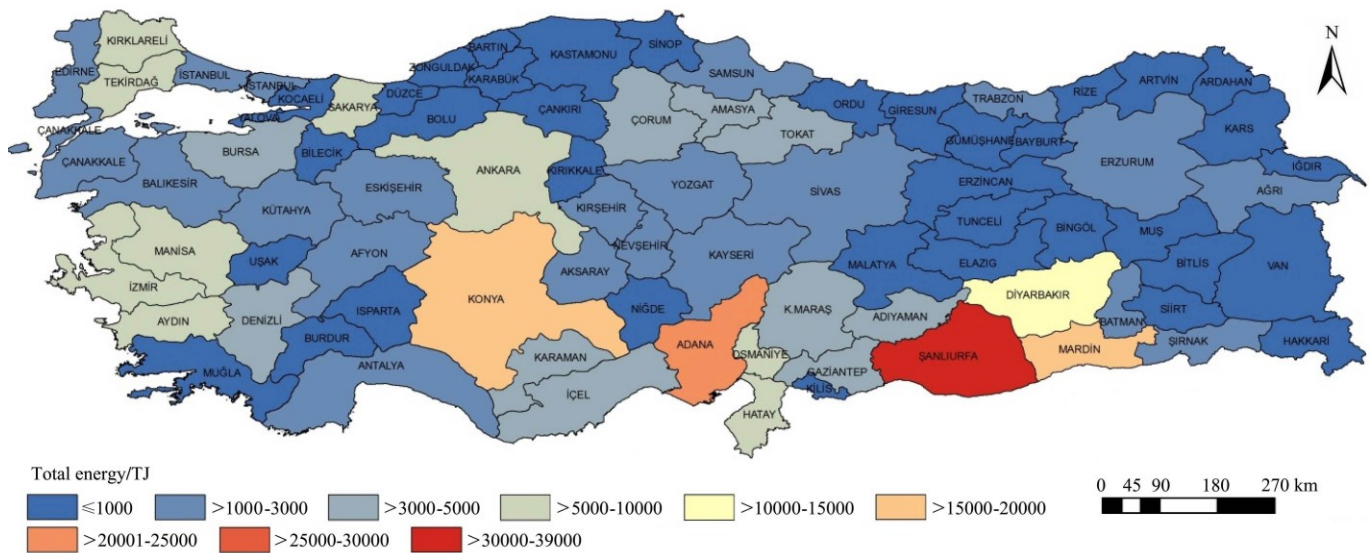 N
KIRKLARELİ
EDİRNE
TEKİRDAĞ
İSTANBUL
İSTANBUL
KOCAELİ
YALOVA
SAKARYA
DÜZCE
ZONGULDAK
BARTIN
KARABÜK
KASTAMONU
SİNOP
SAMSUN
ÇANKIRI
BOLU
ÇORUM
AMASYA
TOKAT
ORDU
GİRESUN
TRABZON
RİZE
ARTVİN
ARDAHAN
KARS
IĞDIR
GÜMÜŞHANE
BAYBURT
ERZURUM
AĞRI
ÇANAKKALE
ÇANAKKALE
BALIKESİR
BURSA
BİLECİK
KÜTAHYA
ESKİŞEHİR
ANKARA
KIRIKKALE
YOZGAT
SİVAS
ERZİNCAN
TUNCELİ
BİNGÖL
MUŞ
BİTLİS
VAN
MANİSA
UŞAK
AFYON
KIRŞEHİR
NEVŞEHİR
KAYSERİ
AKSARAY
MALATYA
ELAZIG
İZMİR
AYDIN
DENİZLİ
ISPARTA
BURDUR
KONYA
NİĞDE
ADANA
K.MARAŞ
ADIYAMAN
DİYARBAKIR
BATMAN
SİİRT
ŞIRNAK
HAKKARİ
MUĞLA
ANTALYA
KARAMAN
İÇEL
OSMANİYE
HATAY
GAZİANTEP
KİLİS
ŞANLIURFA
MARDİN
Total energy/TJ
≤1000 >1000-3000 >3000-5000 >5000-10000 >10000-15000 >15000-20000
>20001-25000 >25000-30000 >30000-39000
0 45 90 180 270 km